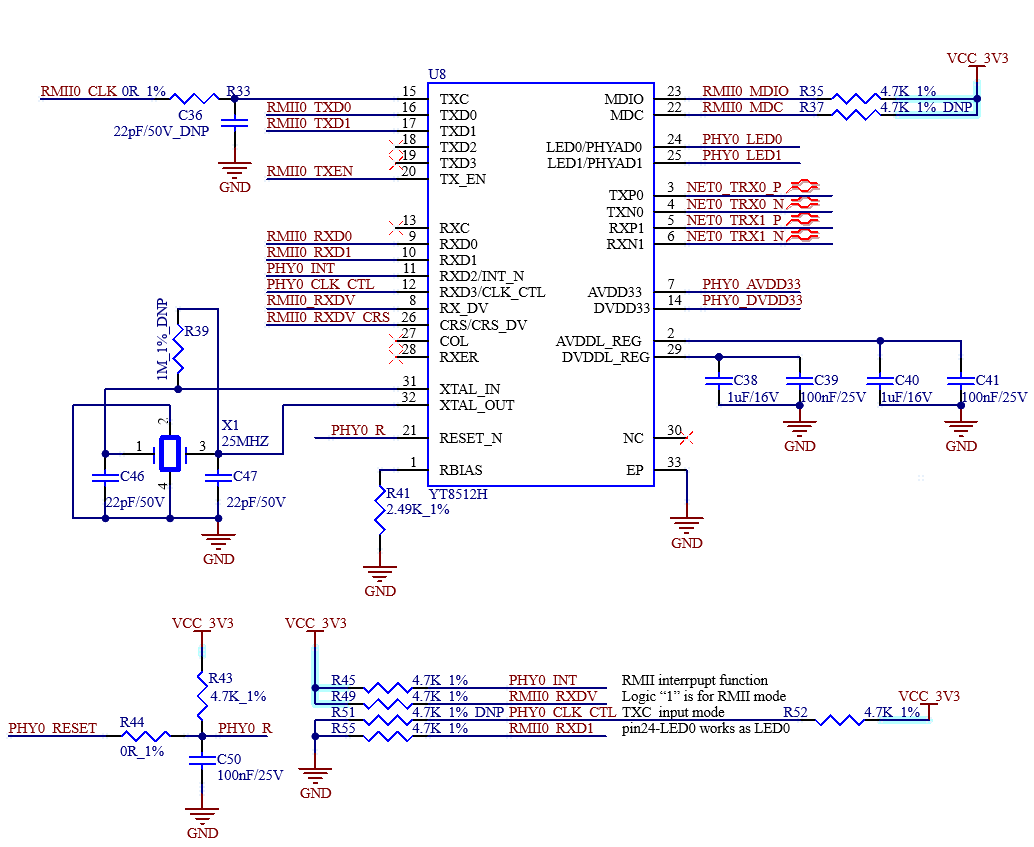 VCC_3V3
U8
RMII0_CLK 0R_1% R33 15 TXC MDIO 23 RMII0_MDIO R35 4.7K_1%
C36 RMII0_TXD0 16 TXD0 MDC 22 RMII0_MDC R37 4.7K_1%_DNP
22pF/50V_DNP RMII0_TXD1 17 TXD1
18 TXD2 LED0/PHYAD0 24 PHY0_LED0
19 TXD3 LED1/PHYAD1 25 PHY0_LED1
GND RMII0_TXEN 20 TX_EN
TXP0 3 NET0_TRX0_P
TXN0 4 NET0_TRX0_N
13 RXC RXP1 5 NET0_TRX1_P
RMII0_RXD0 9 RXD0 RXN1 6 NET0_TRX1_N
RMII0_RXD1 10 RXD1
PHY0_INT 11 RXD2/INT_N
PHY0_CLK_CTL 12 RXD3/CLK_CTL AVDD33 7 PHY0_AVDD33
RMII0_RXDV 8 RX_DV DVDD33 14 PHY0_DVDD33
RMII0_RXDV_CRS 26 CRS/CRS_DV
27 COL AVDDL_REG 2
28 RXER DVDDL_REG 29
1M_1%_DNP R39
C38 C39 C40 C41
31 XTAL_IN 1uF/16V 100nF/25V 1uF/16V 100nF/25V
32 XTAL_OUT
X1
25MHZ
2
1 3
4
PHY0_R 21 RESET_N NC 30
GND GND
1 RBIAS EP 33
C46 C47
22pF/50V 22pF/50V
R41
2.49K_1%
YT8512H
GND GND
GND
VCC_3V3 VCC_3V3
R43
4.7K_1%
R45 4.7K_1% PHY0_INT RMII interrpupt function
R49 4.7K_1% RMII0_RXDV Logic “1” is for RMII mode
VCC_3V3
R51 4.7K_1%_DNP PHY0_CLK_CTL TXC input mode R52 4.7K_1%
R55 4.7K_1% RMII0_RXD1 pin24-LED0 works as LED0
PHY0_RESET R44 PHY0_R
0R_1%
C50
100nF/25V
GND
GND